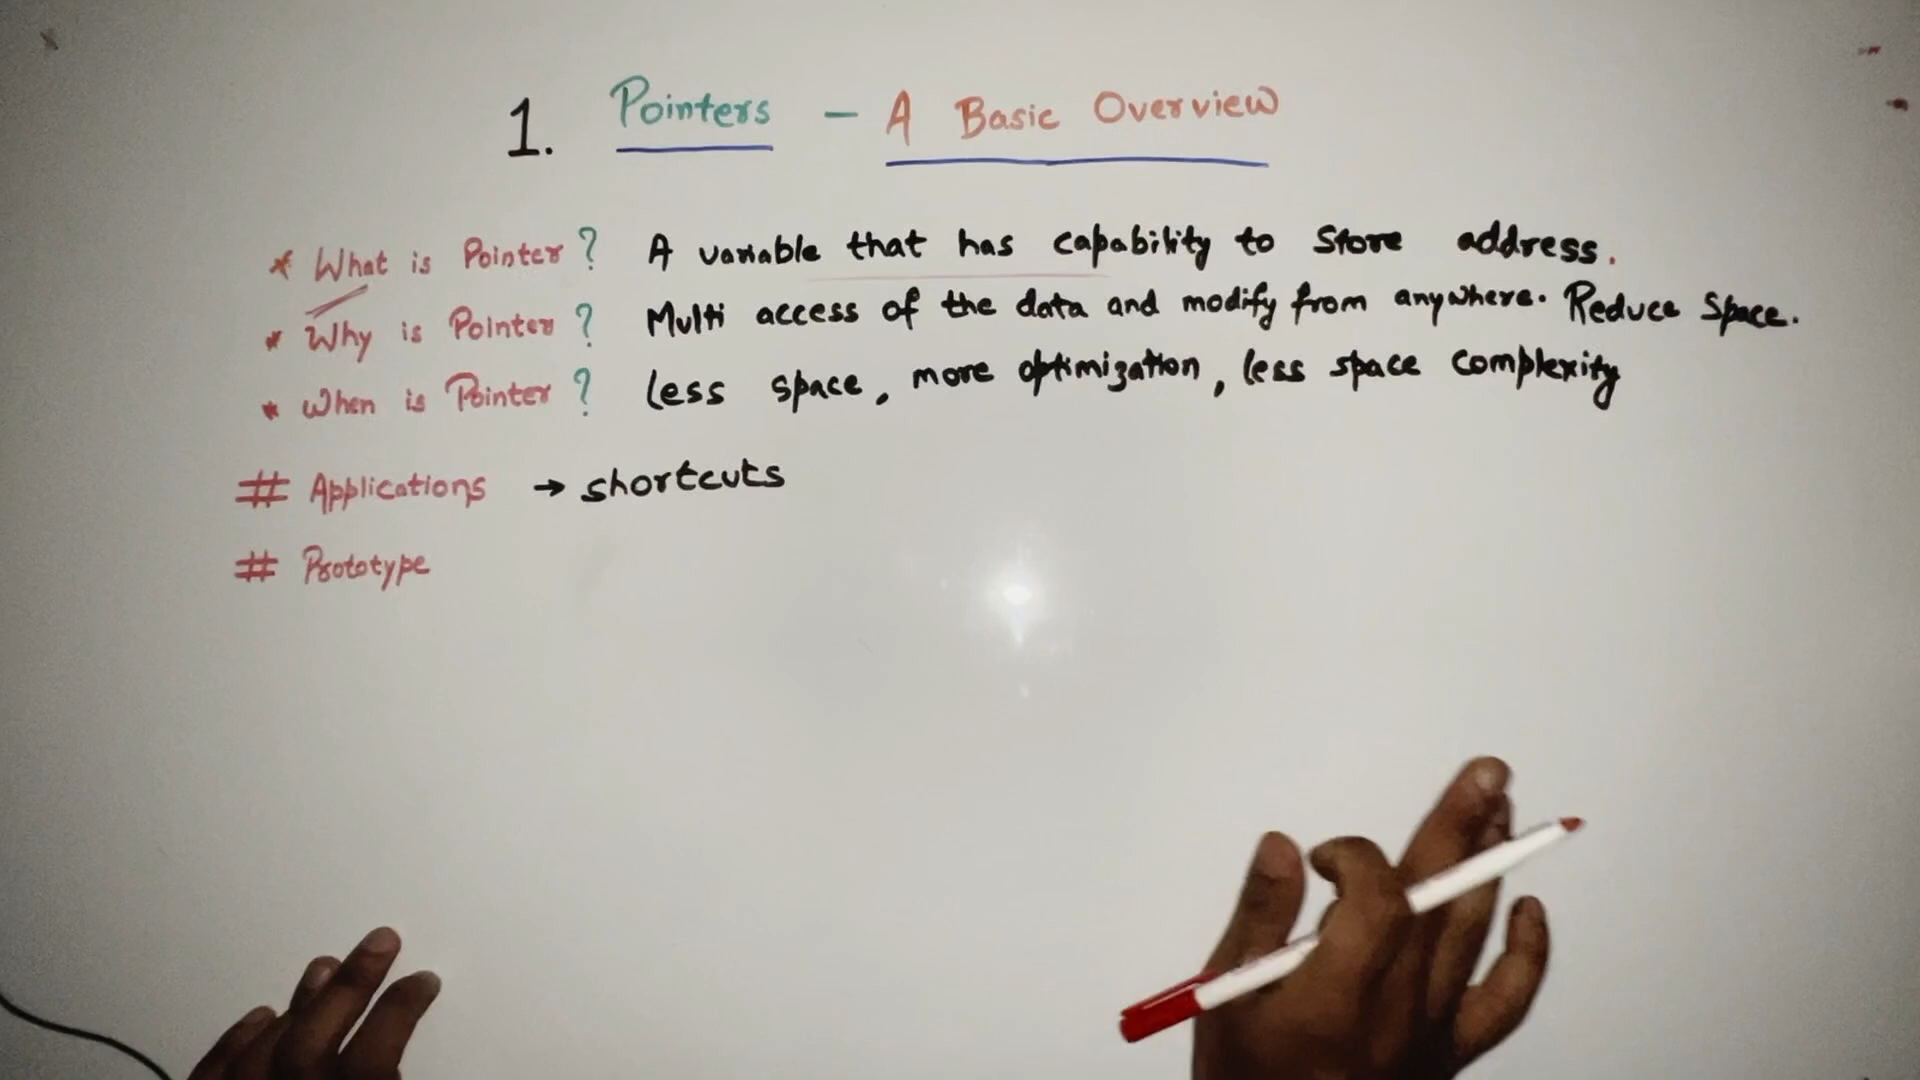 1. Pointers - A Basic Overview
* What is Pointer? A variable that has capability to store address.
* Why is Pointer? Multi access of the data and modify from anywhere. Reduce Space.
* When is Pointer? less space, more optimization, less space complexity
# Applications → shortcuts
# Prototype